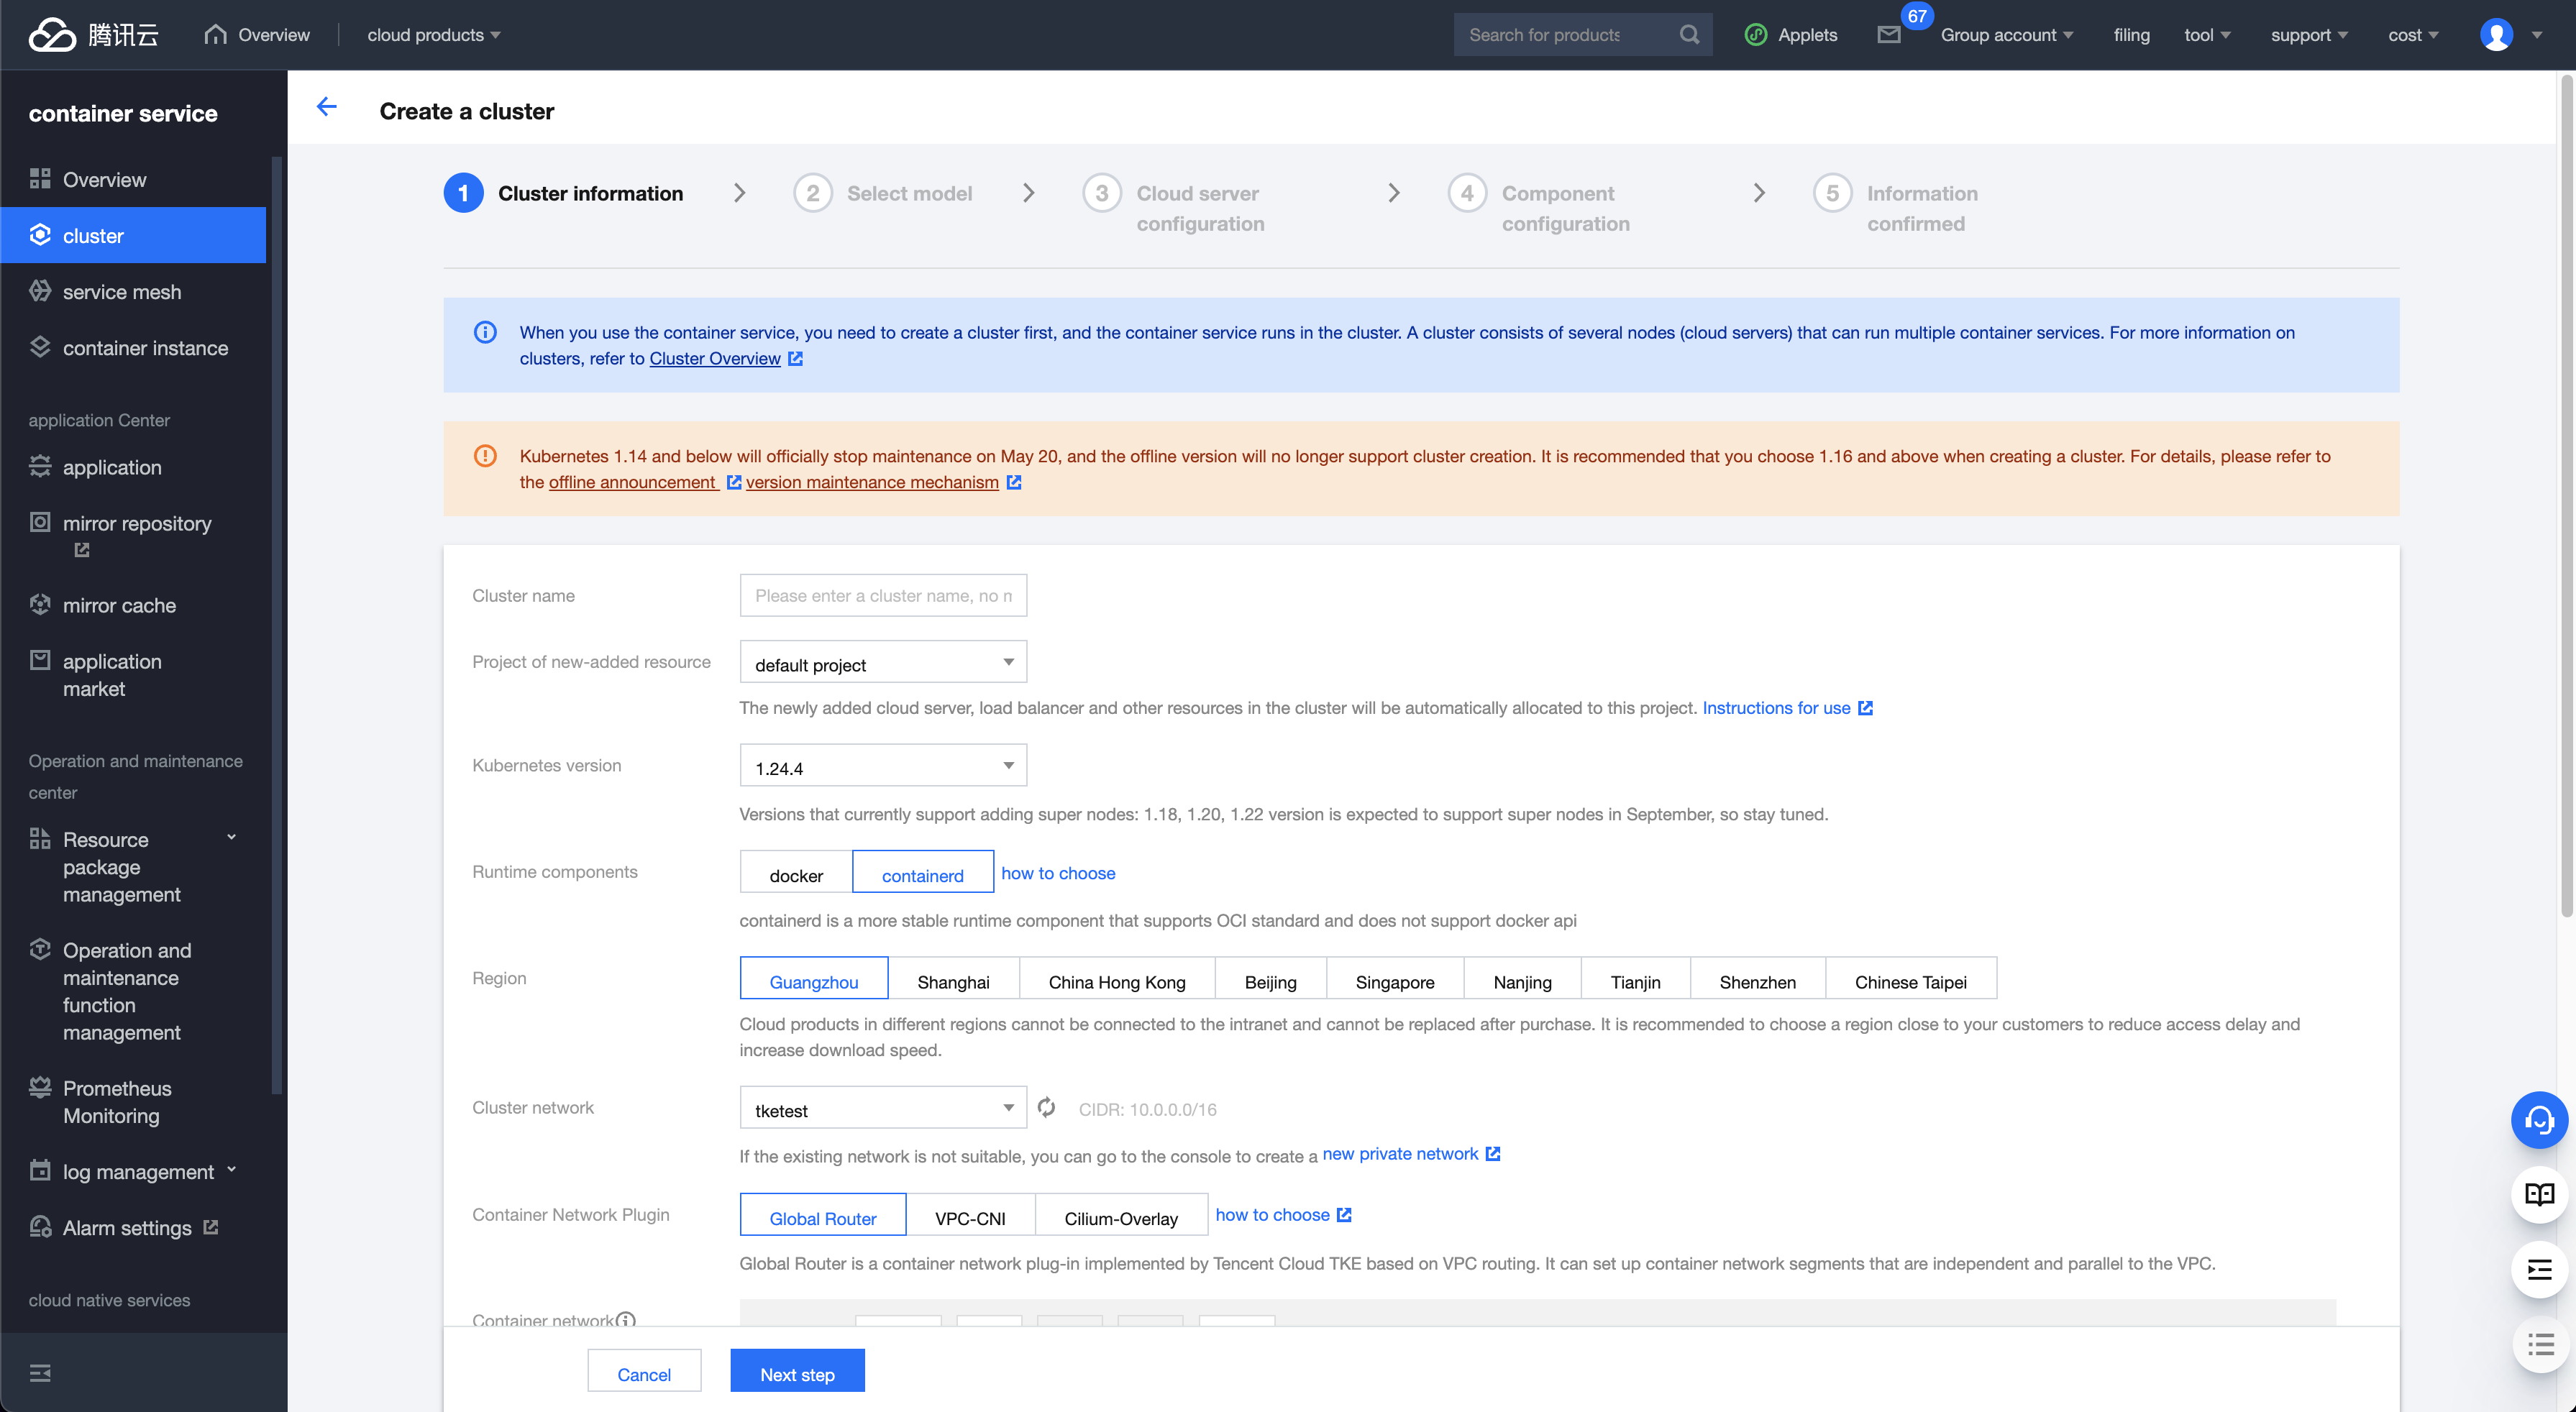 腾讯云
Overview
cloud products
Search for products
Applets
67
Group account
filing
tool
support
cost
container service
Overview
cluster
service mesh
container instance
application Center
application
mirror repository
mirror cache
application
market
Operation and maintenance
center
Resource
package
management
Operation and
maintenance
function
management
Prometheus
Monitoring
log management
Alarm settings
cloud native services
Create a cluster
1 Cluster information
2 Select model
3 Cloud server
configuration
4 Component
configuration
5 Information
confirmed
When you use the container service, you need to create a cluster first, and the container service runs in the cluster. A cluster consists of several nodes (cloud servers) that can run multiple container services. For more information on
clusters, refer to Cluster Overview
Kubernetes 1.14 and below will officially stop maintenance on May 20, and the offline version will no longer support cluster creation. It is recommended that you choose 1.16 and above when creating a cluster. For details, please refer to
the offline announcement version maintenance mechanism
Cluster name
Please enter a cluster name, no
Project of new-added resource
default project
The newly added cloud server, load balancer and other resources in the cluster will be automatically allocated to this project. Instructions for use
Kubernetes version
1.24.4
Versions that currently support adding super nodes: 1.18, 1.20, 1.22 version is expected to support super nodes in September, so stay tuned.
Runtime components
docker
containerd
how to choose
containerd is a more stable runtime component that supports OCI standard and does not support docker api
Region
Guangzhou
Shanghai
China Hong Kong
Beijing
Singapore
Nanjing
Tianjin
Shenzhen
Chinese Taipei
Cloud products in different regions cannot be connected to the intranet and cannot be replaced after purchase. It is recommended to choose a region close to your customers to reduce access delay and
increase download speed.
Cluster network
tketest
CIDR: 10.0.0.0/16
If the existing network is not suitable, you can go to the console to create a new private network
Container Network Plugin
Global Router
VPC-CNI
Cilium-Overlay
how to choose
Global Router is a container network plug-in implemented by Tencent Cloud TKE based on VPC routing. It can set up container network segments that are independent and parallel to the VPC.
Container network
Cancel
Next step